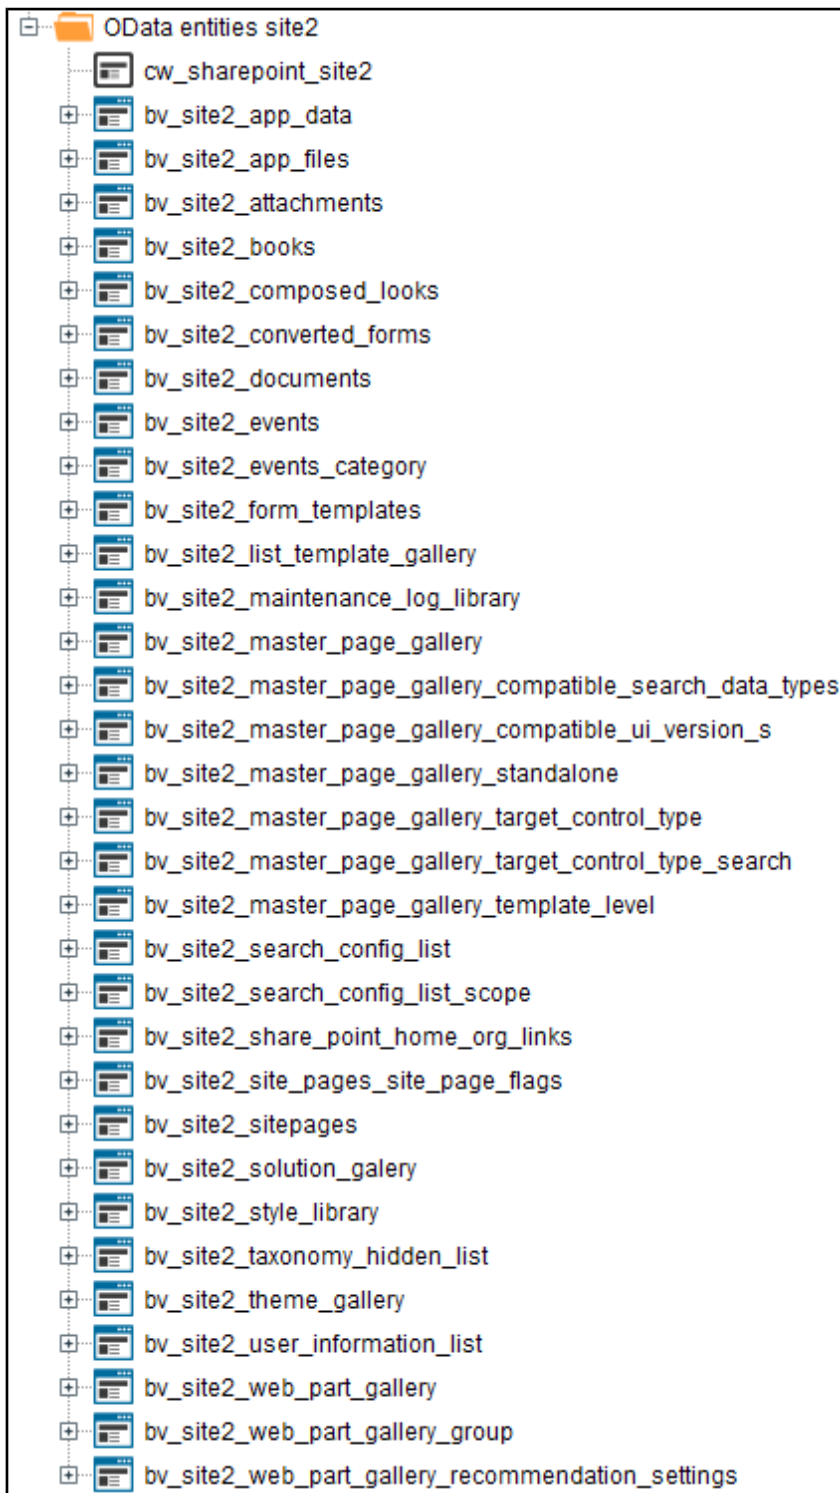 OData entities site2
cw_sharepoint_site2
bv_site2_app_data
bv_site2_app_files
bv_site2_attachments
bv_site2_books
bv_site2_composed_looks
bv_site2_converted_forms
bv_site2_documents
bv_site2_events
bv_site2_events_category
bv_site2_form_templates
bv_site2_list_template_gallery
bv_site2_maintenance_log_library
bv_site2_master_page_gallery
bv_site2_master_page_gallery_compatible_search_data_types
bv_site2_master_page_gallery_compatible_ui_version_s
bv_site2_master_page_gallery_standalone
bv_site2_master_page_gallery_target_control_type
bv_site2_master_page_gallery_target_control_type_search
bv_site2_master_page_gallery_template_level
bv_site2_search_config_list
bv_site2_search_config_list_scope
bv_site2_share_point_home_org_links
bv_site2_site_pages_site_page_flags
bv_site2_sitepages
bv_site2_solution_galery
bv_site2_style_library
bv_site2_taxonomy_hidden_list
bv_site2_theme_gallery
bv_site2_user_information_list
bv_site2_web_part_gallery
bv_site2_web_part_gallery_group
bv_site2_web_part_gallery_recommendation_settings